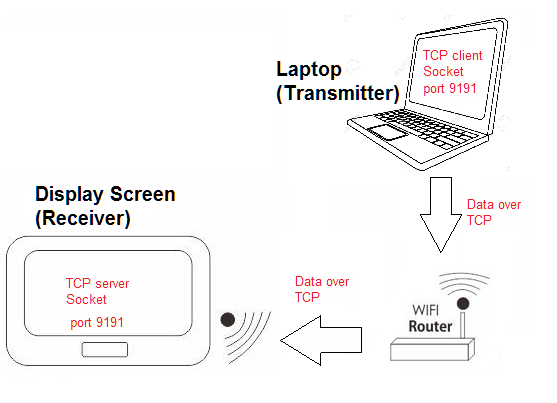 TCP client
Socket
port 9191
Laptop
(Transmitter)
Data over
TCP
Display Screen
(Receiver)
TCP server
Socket
port 9191
Data over
TCP
WIFI
Router